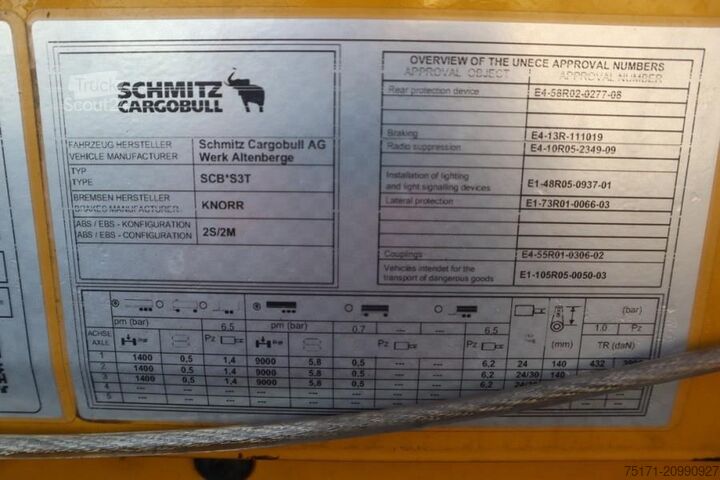 SCHMITZ
CARGOBULL
Truck
Scout
FAHRZEUG HERSTELLER
VEHICLE MANUFACTURER
Schmitz Cargobull AG
Werk Altenberge
TYP
TYPE
SCB*S3T
BREMSEN HERSTELLER
BRAKES MANUFACTURER
KNORR
ABS / EBS - KONFIGURATION
ABS / EBS - CONFIGURATION
2S/2M
OVERVIEW OF THE UNECE APPROVAL NUMBERS
APPROVAL OBJECT APPROVAL NUMBER
Rear protection device E4-58R02-0277-08
Braking E4-13R-111019
Radio suppression E4-10R05-2349-09
Installation of lighting
and light signalling devices E1-48R05-0937-01
Lateral protection E1-73R01-0066-03
Couplings E4-55R01-0306-02
Vehicles intendet for the
transport of dangerous goods E1-105R05-0050-03
(bar)
pm (bar) 6.5 pm (bar) 0.7 --- --- 6.5 1.0 Pz
ACHSE
AXLE
Pz Pz Pz (mm) TR (daN)
1 1400 0,5 1,4 9000 5.8 --- --- 6,2 24 140 432
2 1400 0,5 1,4 9000 5.8 --- --- 6,2 24/30 140
3 1400 0,5 1,4 9000 5.8 --- --- 6,2 24/30
4 --- --- --- --- --- --- ---
5 --- --- --- --- --- ---
75171-20990927